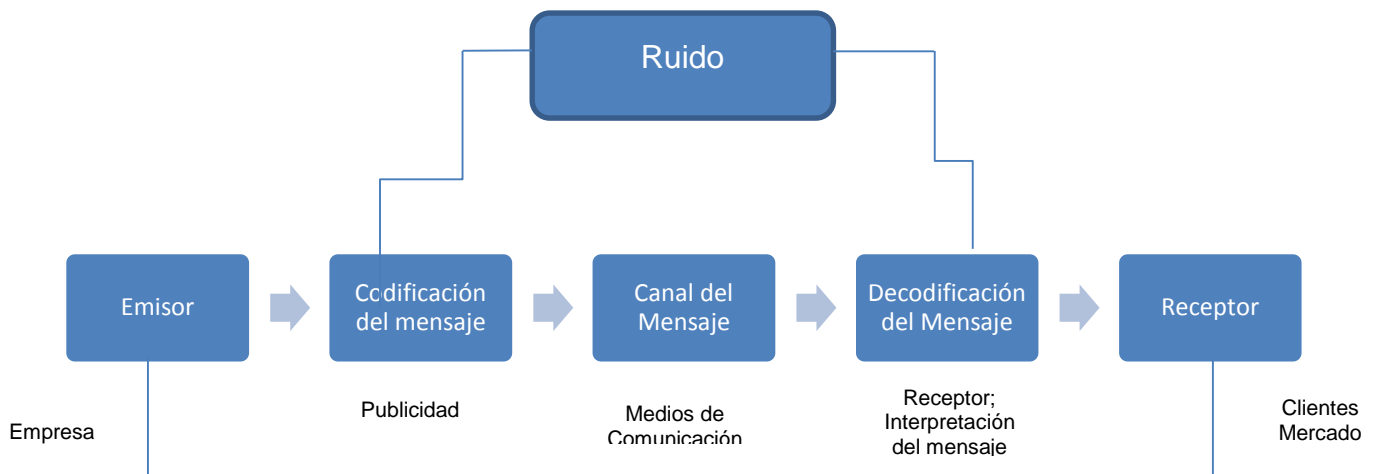 Ruido
Emisor
Codificación
del mensaje
Canal del
Mensaje
Decodificación
del Mensaje
Receptor
Empresa
Publicidad
Medios de
Comunicación
Receptor;
Interpretación
del mensaje
Clientes
Mercado